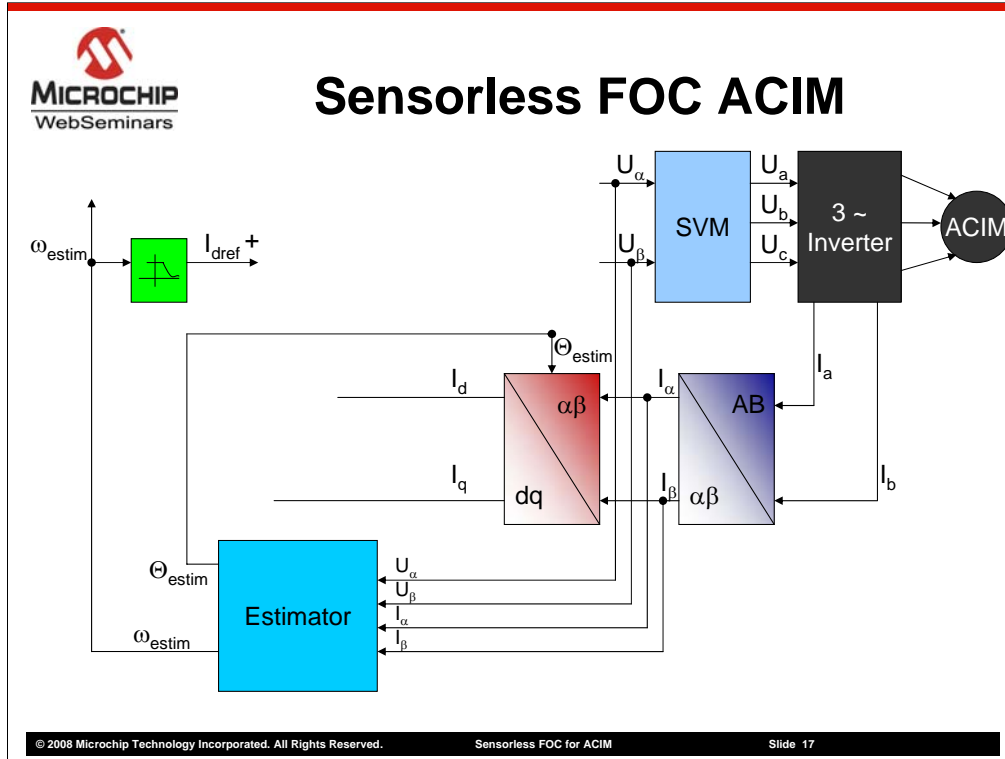 MICROCHIP
WebSeminars
Sensorless FOC ACIM
Uα
Uβ
SVM
Ua
Ub
Uc
3 ~
Inverter
ACIM
ωestim
Idref +
Θestim
Id
Iq
αβ
dq
Iα
Iβ
AB
αβ
Ia
Ib
Θestim
ωestim
Estimator
Uα
Uβ
Iα
Iβ
© 2008 Microchip Technology Incorporated. All Rights Reserved. Sensorless FOC for ACIM Slide 17